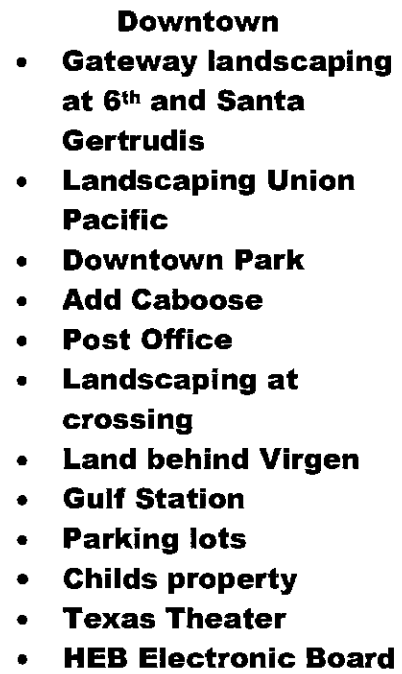 Downtown
• Gateway landscaping
at 6th and Santa
Gertrudis
• Landscaping Union
Pacific
• Downtown Park
• Add Caboose
• Post Office
• Landscaping at
crossing
• Land behind Virgen
• Gulf Station
• Parking lots
• Childs property
• Texas Theater
• HEB Electronic Board